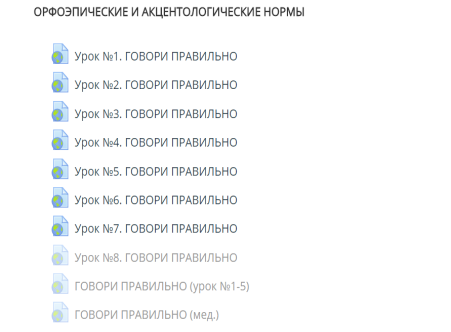 ОРФОЭПИЧЕСКИЕ И АКЦЕНТОЛОГИЧЕСКИЕ НОРМЫ
Урок №1. ГОВОРИ ПРАВИЛЬНО
Урок №2. ГОВОРИ ПРАВИЛЬНО
Урок №3. ГОВОРИ ПРАВИЛЬНО
Урок №4. ГОВОРИ ПРАВИЛЬНО
Урок №5. ГОВОРИ ПРАВИЛЬНО
Урок №6. ГОВОРИ ПРАВИЛЬНО
Урок №7. ГОВОРИ ПРАВИЛЬНО
Урок №8. ГОВОРИ ПРАВИЛЬНО
ГОВОРИ ПРАВИЛЬНО (урок №1-5)
ГОВОРИ ПРАВИЛЬНО (мед.)